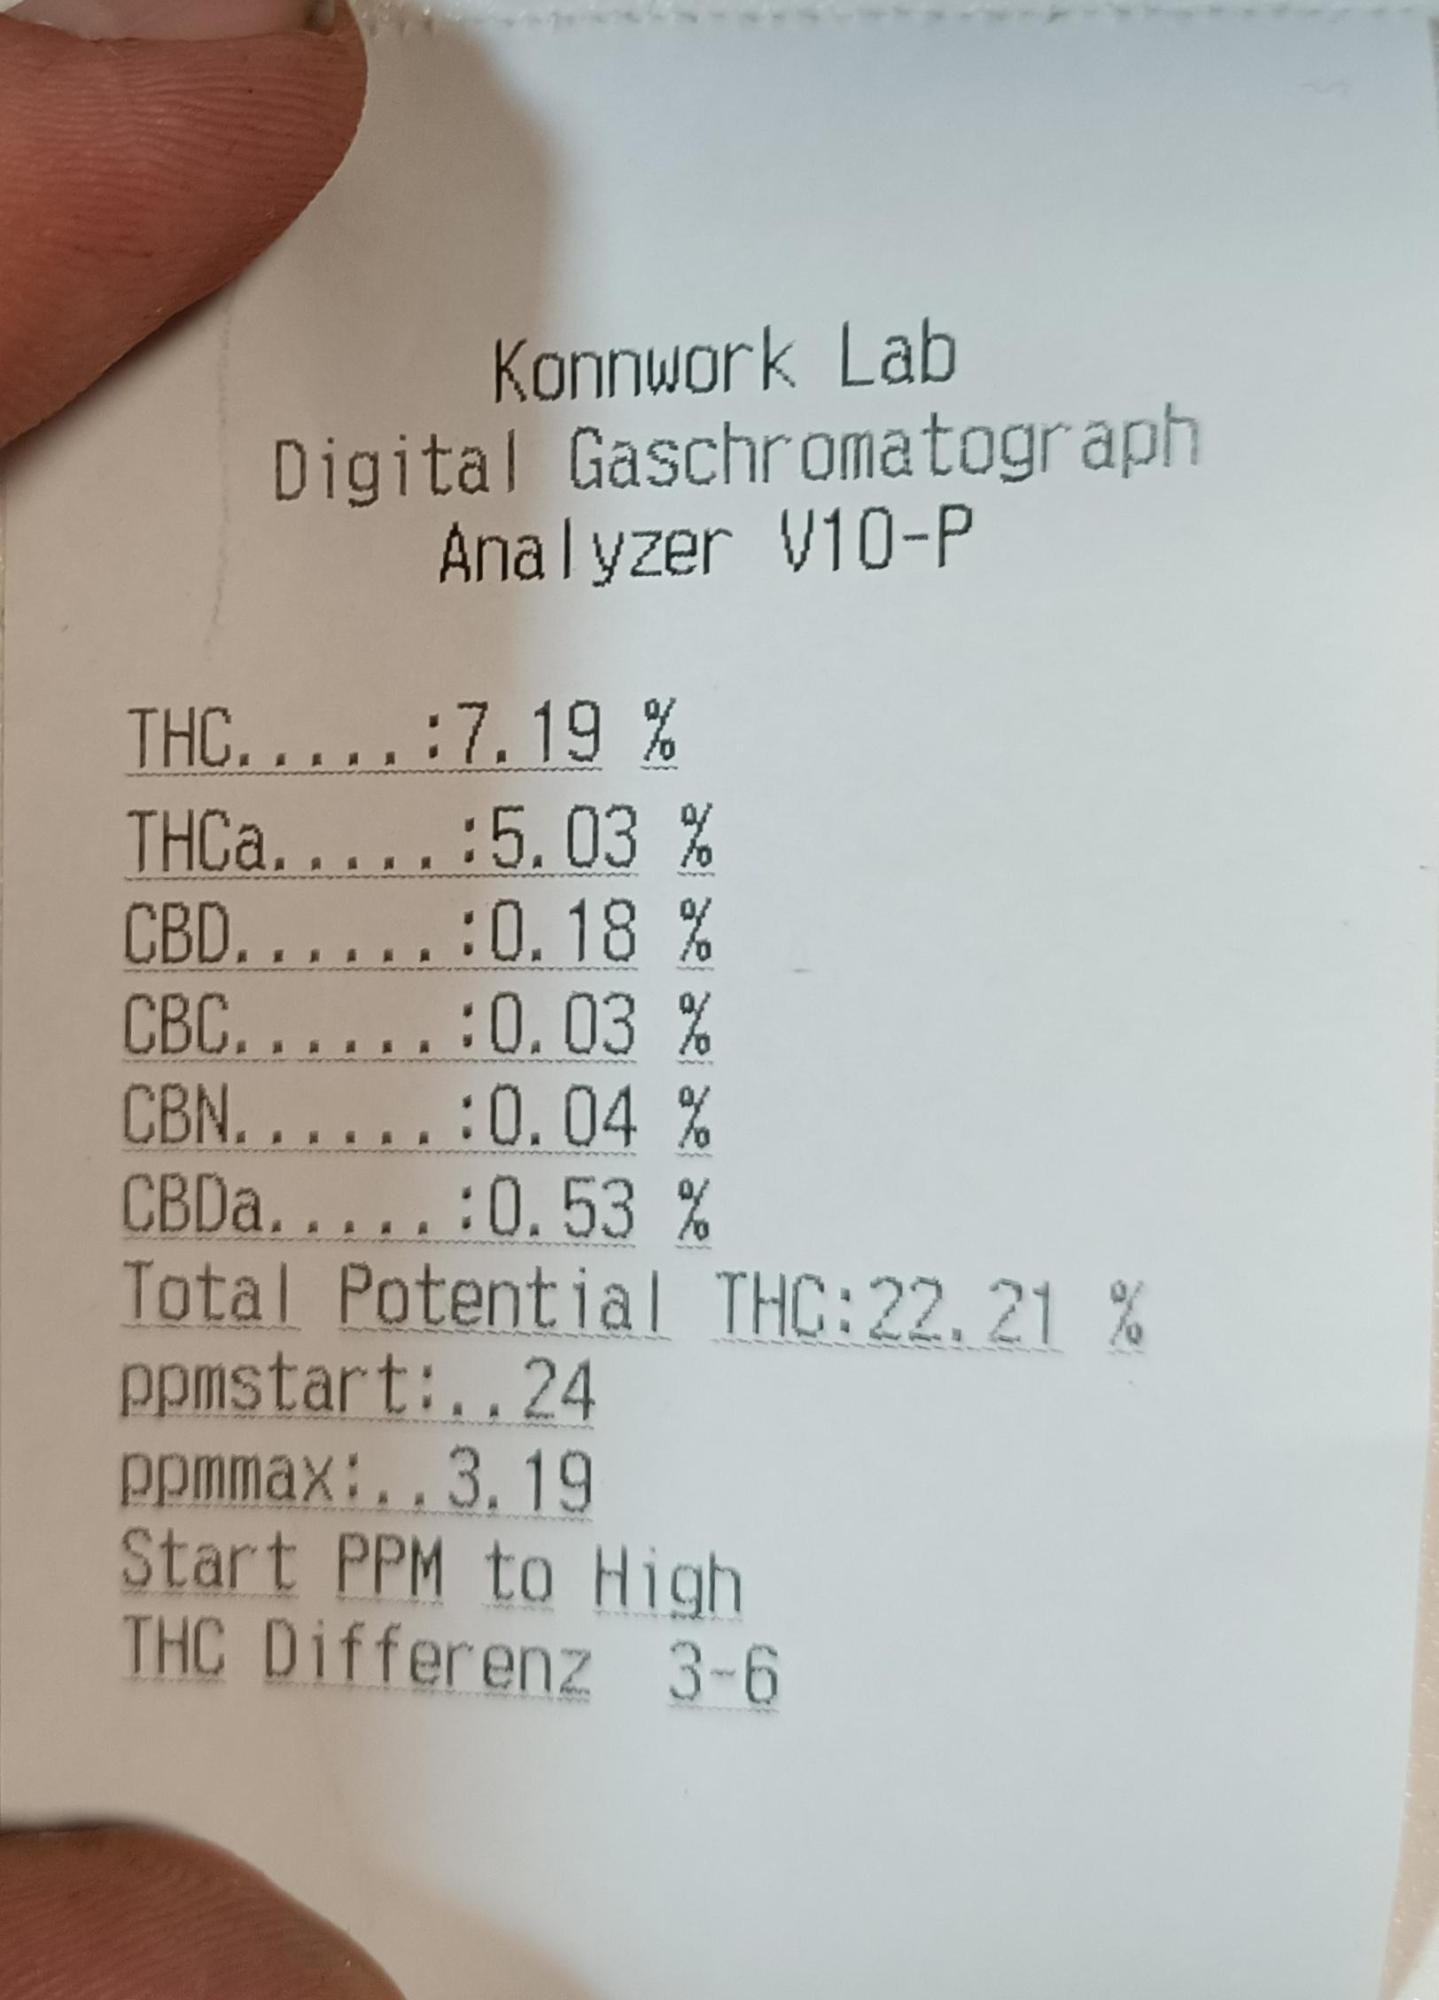 Konnwork Lab
Digital Gaschromatograph
Analyzer V10-P
THC.....:7.19 %
THCa.....:5.03 %
CBD......:0.18 %
CBC......:0.03 %
CBN......:0.04 %
CBDa.....:0.53 %
Total Potential THC:22.21 %
ppmstart:..24
ppmmax:..3.19
Start PPM to High
THC Differenz 3-6